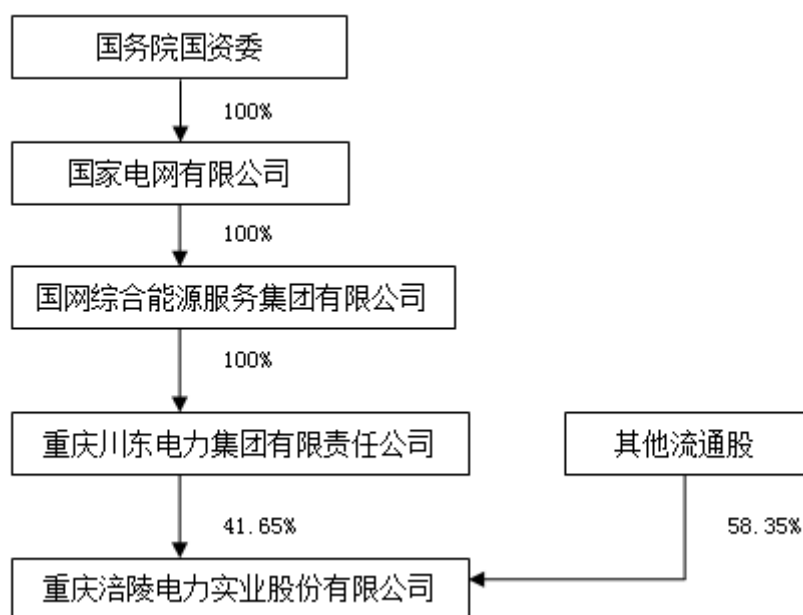 国务院国资委
100%
国家电网有限公司
100%
国网综合能源服务集团有限公司
100%
重庆川东电力集团有限责任公司
其他流通股
41.65%
58.35%
重庆涪陵电力实业股份有限公司